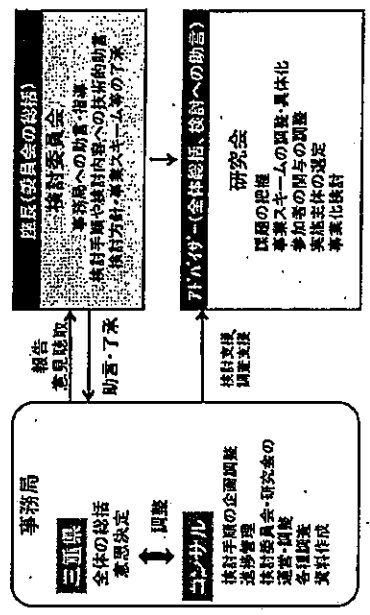 事務局
三重県
全体の総括
意思決定
調整
コンサル
検討手順の企画調整
進捗管理
検討委員会・研究会の
運営・調整
各種調査
資料作成
報告
意見聴取
助言・了承
検討支援、
調査支援
座長(委員会の総括)
検討委員会
事務局への助言・指導
検討手順や検討内容への技術的助言
検討方針・事業スキーム等の了承
アドバイザー(全体総括、検討への助言)
研究会
課題の把握
事業スキームの調整・具体化
参加者の関与の調整
実施主体の選定
事業化検討